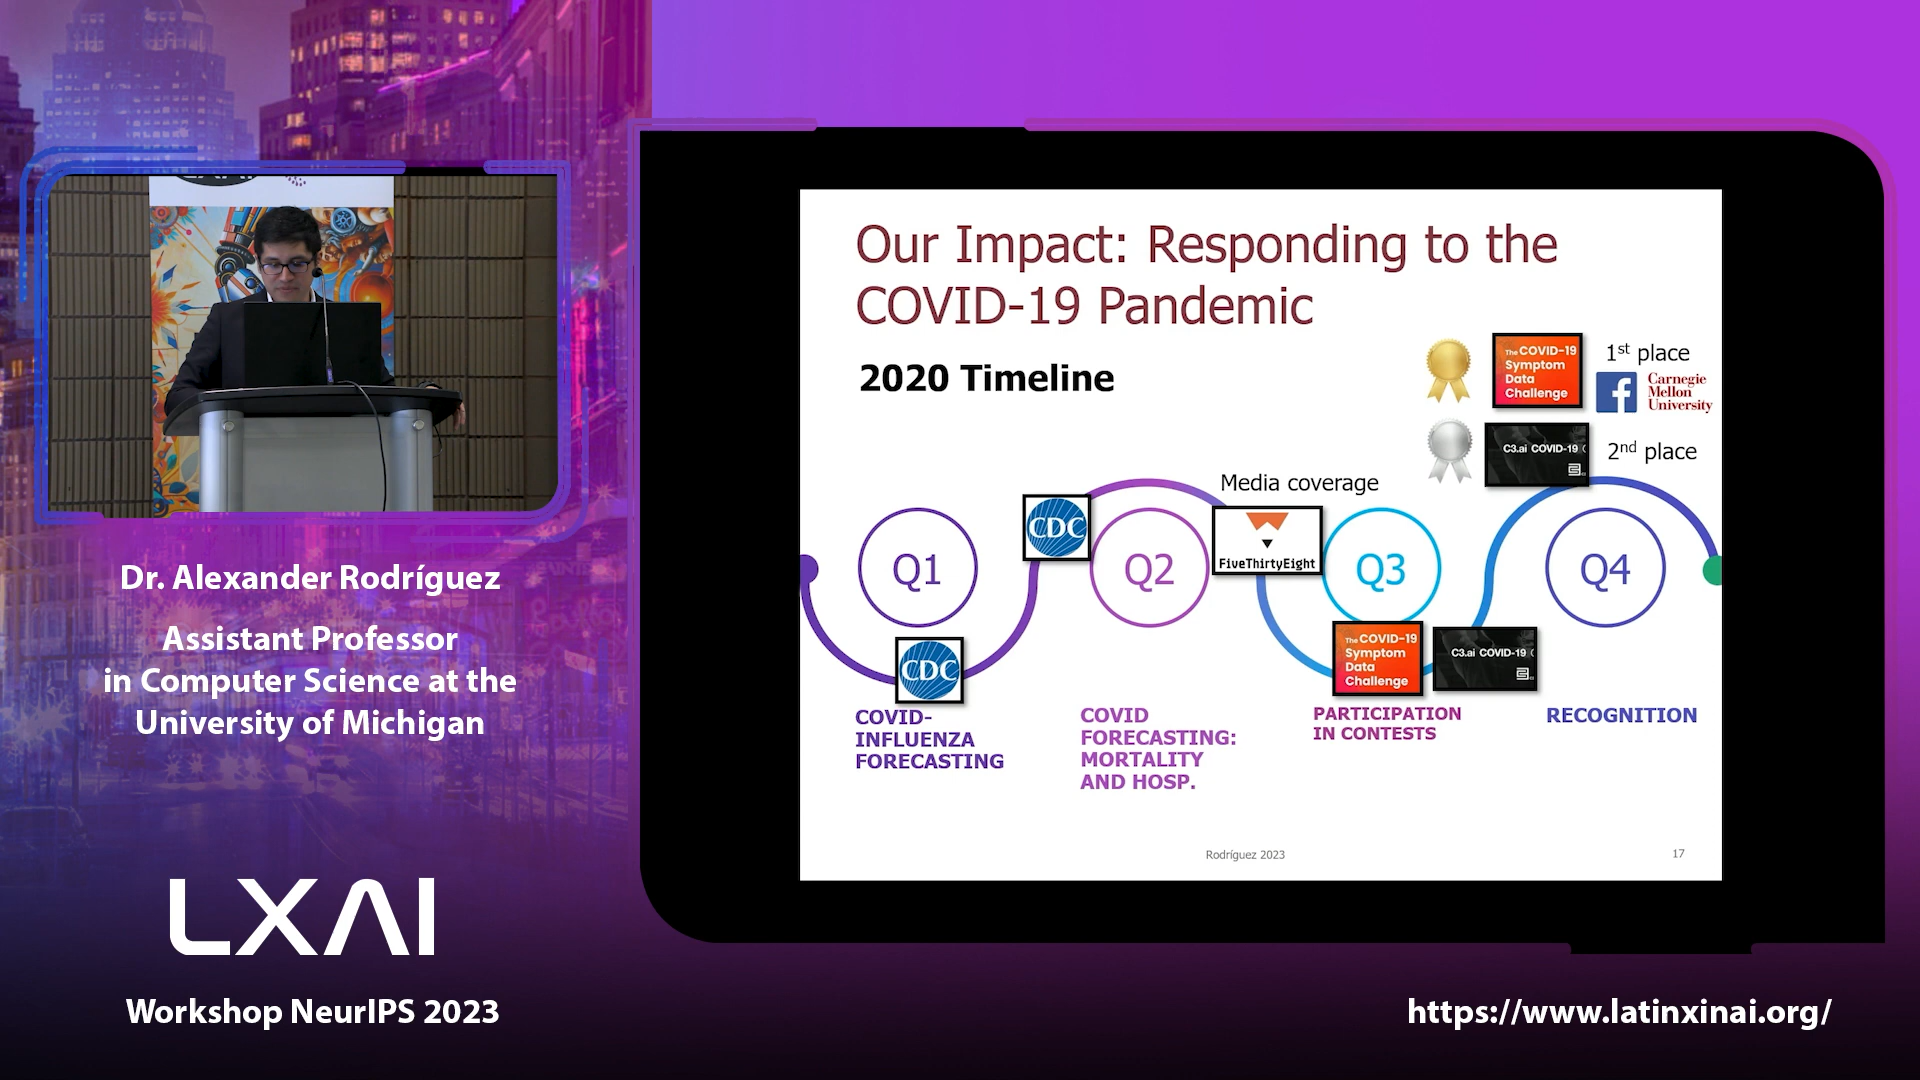 Our Impact: Responding to the
COVID-19 Pandemic
2020 Timeline
The COVID-19
Symptom
Data
Challenge
1st place
Carnegie
Mellon
University
C3.ai COVID-19
2nd place
Media coverage
CDC
FiveThirtyEight
Q1
Q2
Q3
Q4
CDC
The COVID-19
Symptom
Data
Challenge
C3.ai COVID-19
COVID-
INFLUENZA
FORECASTING
COVID
FORECASTING:
MORTALITY
AND HOSP.
PARTICIPATION
IN CONTESTS
RECOGNITION
Rodríguez 2023
17
Dr. Alexander Rodríguez
Assistant Professor
in Computer Science at the
University of Michigan
LXAI
Workshop NeurIPS 2023
https://www.latinxinai.org/